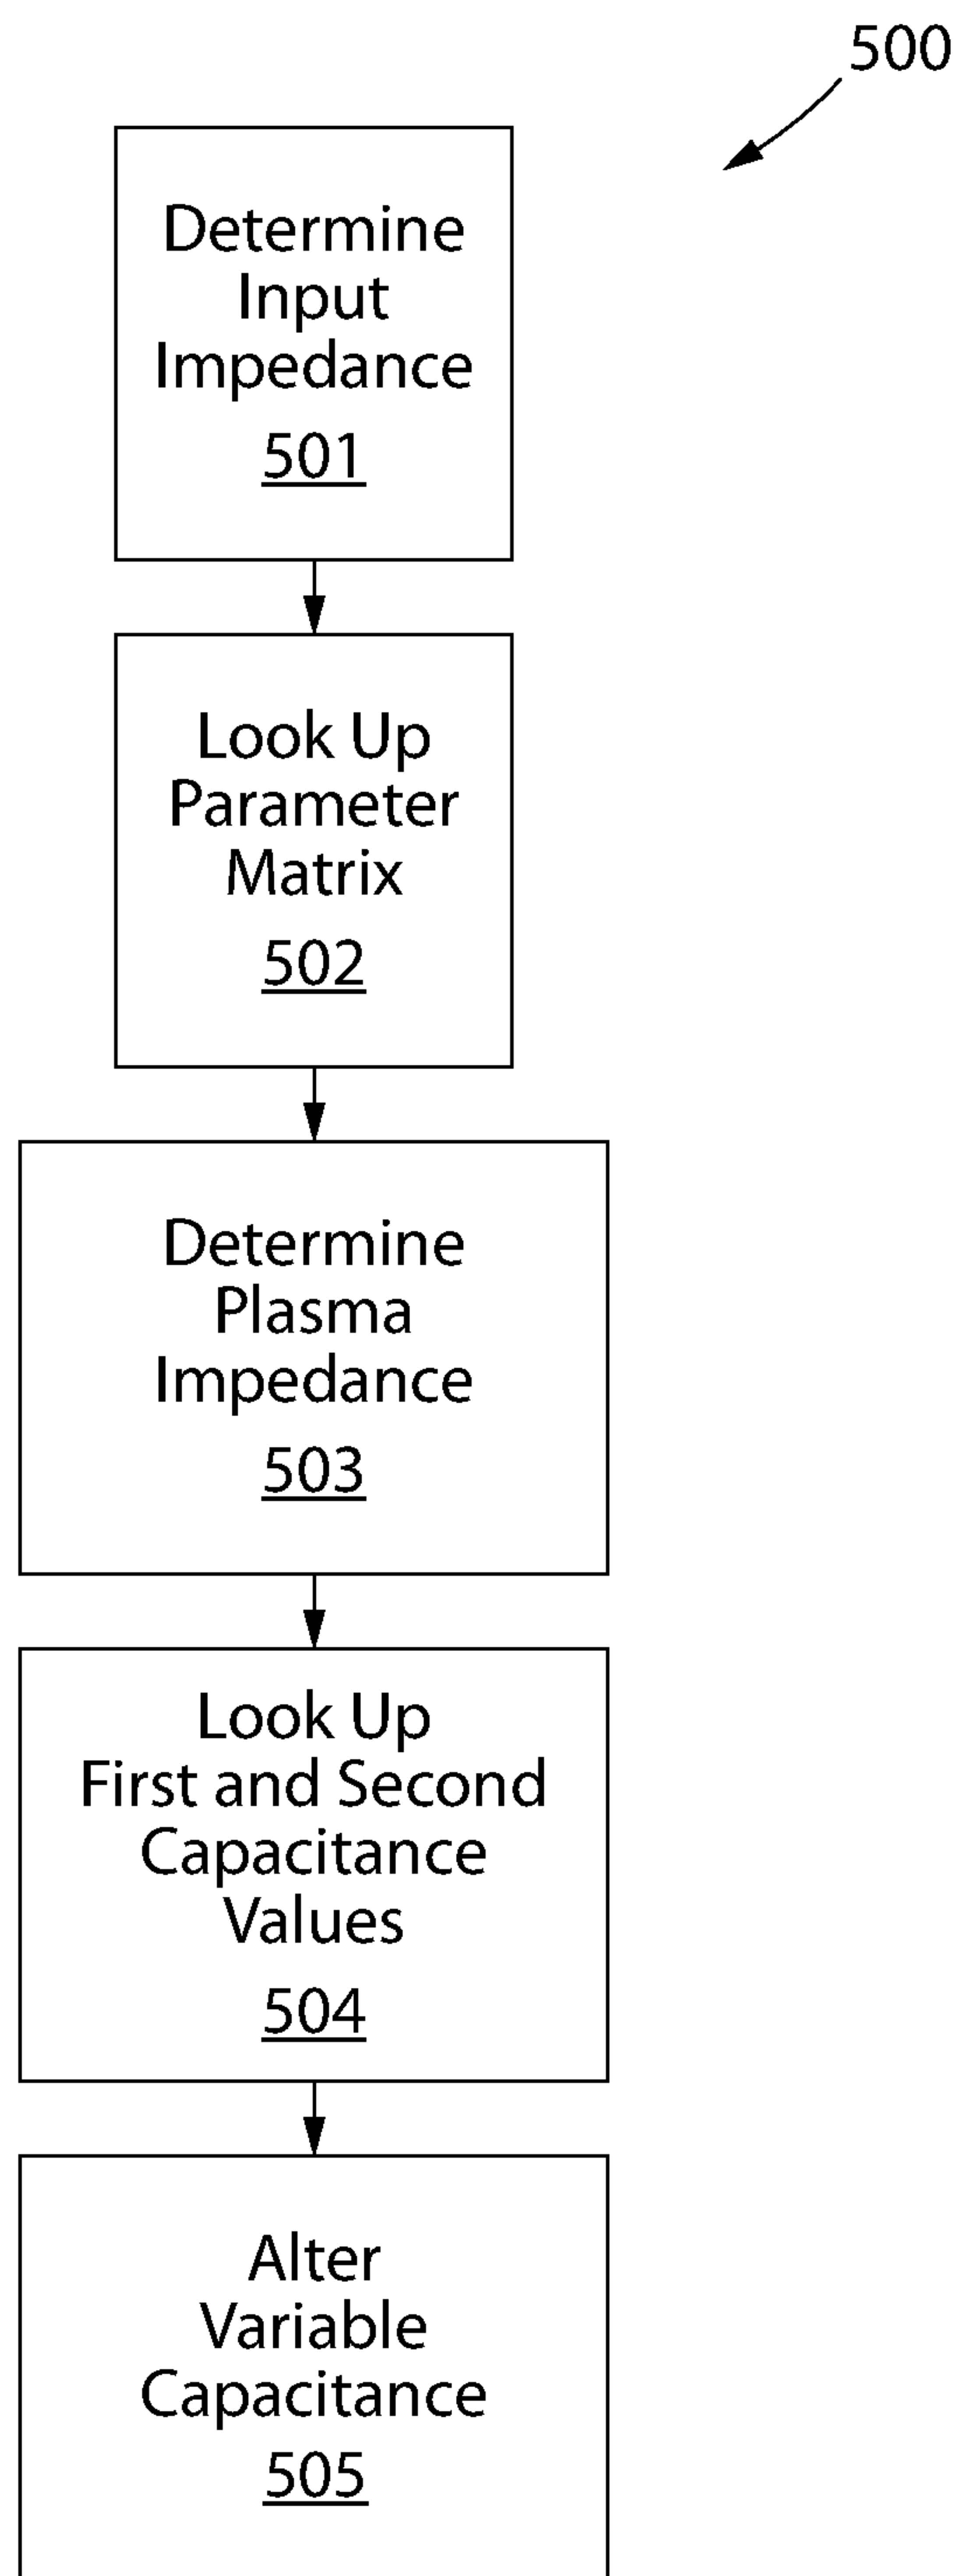 500
Determine
Input
Impedance
501
Look Up
Parameter
Matrix
502
Determine
Plasma
Impedance
503
Look Up
First and Second
Capacitance
Values
504
Alter
Variable
Capacitance
505